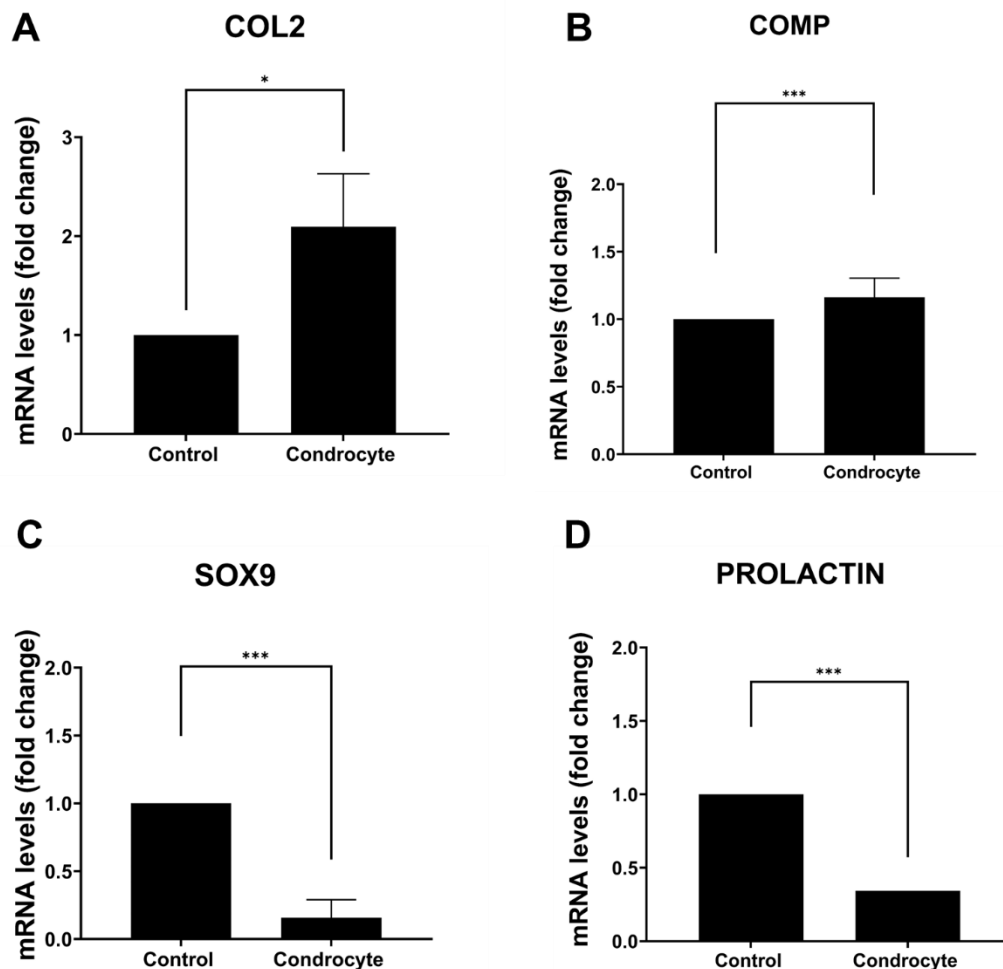 A
COL2
*
mRNA levels (fold change)
3
2
1
0
Control Condrocyte
B
COMP
***
mRNA levels (fold change)
2.0
1.5
1.0
0.5
0.0
Control Condrocyte
C
SOX9
***
mRNA levels (fold change)
2.0
1.5
1.0
0.5
0.0
Control Condrocyte
D
PROLACTIN
***
mRNA levels (fold change)
2.0
1.5
1.0
0.5
0.0
Control Condrocyte